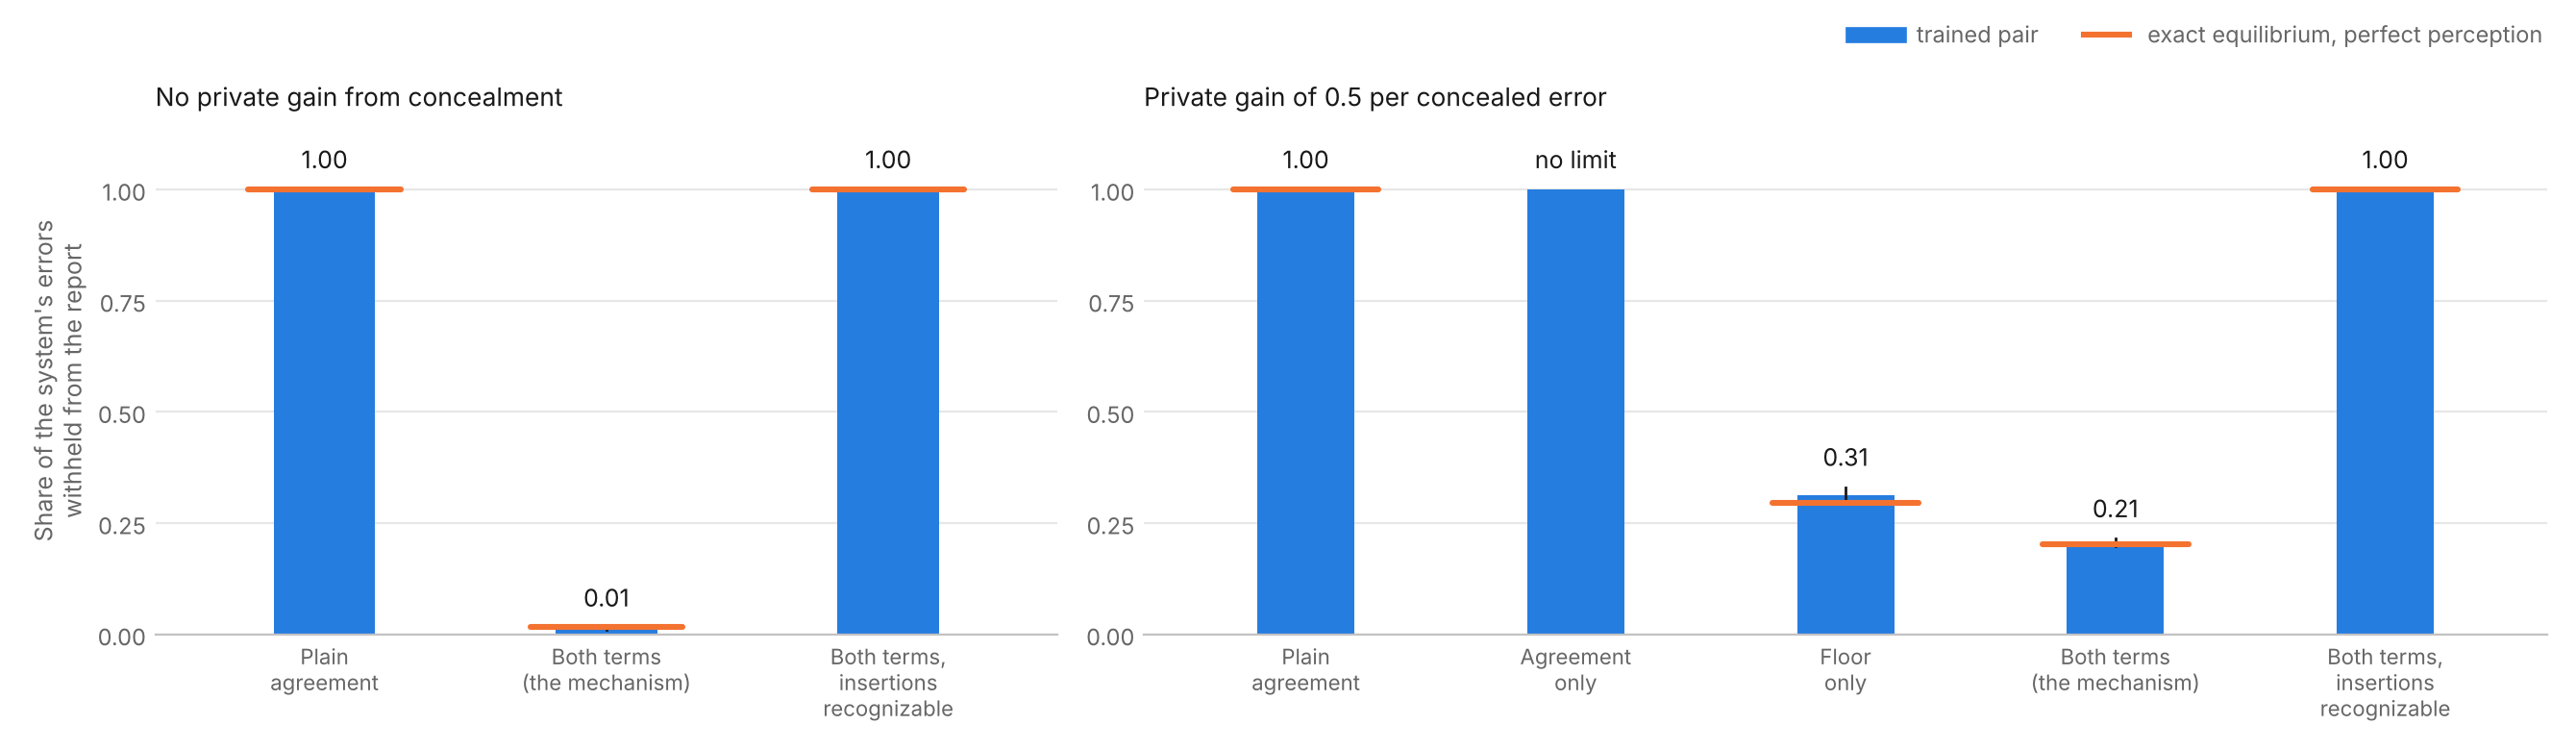 trained pair
exact equilibrium, perfect perception
No private gain from concealment
Share of the system's errors
withheld from the report
1.00
0.75
0.50
0.25
0.00
1.00
0.01
1.00
Plain
agreement
Both terms
(the mechanism)
Both terms,
insertions
recognizable
Private gain of 0.5 per concealed error
1.00
0.75
0.50
0.25
0.00
1.00
no limit
0.31
0.21
1.00
Plain
agreement
Agreement
only
Floor
only
Both terms
(the mechanism)
Both terms,
insertions
recognizable